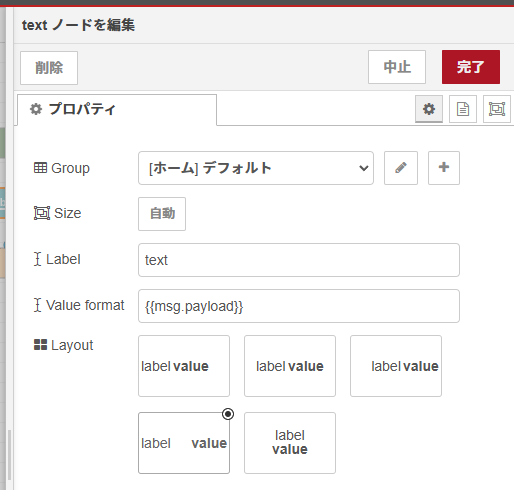 text ノードを編集
削除
中止
完了
プロパティ
Group
[ホーム] デフォルト
Size
自動
Label
text
Value format
{{msg.payload}}
Layout
label value
label value
label value
label value
label
value